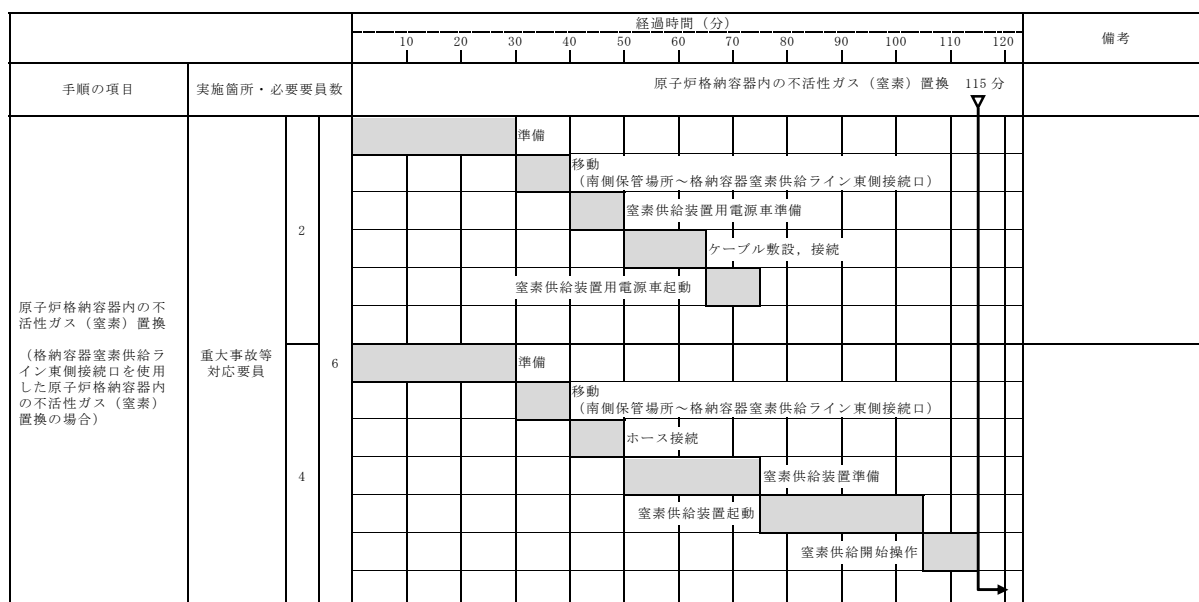 経過時間（分）
備考
10 20 30 40 50 60 70 80 90 100 110 120
手順の項目
実施箇所・必要要員数
原子炉格納容器内の不活性ガス（窒素）置換 115 分
準備
移動
（南側保管場所～格納容器窒素供給ライン東側接続口）
窒素供給装置用電源車準備
2
ケーブル敷設，接続
窒素供給装置用電源車起動
原子炉格納容器内の不
活性ガス（窒素）置換
（格納容器窒素供給ラ
イン東側接続口を使用
した原子炉格納容器内
の不活性ガス（窒素）
置換の場合）
重大事故等
対応要員
6
準備
移動
（南側保管場所～格納容器窒素供給ライン東側接続口）
ホース接続
4
窒素供給装置準備
窒素供給装置起動
窒素供給開始操作